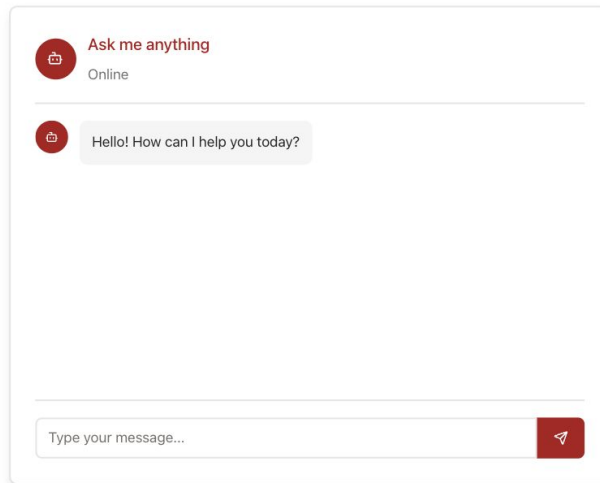 Ask me anything
Online
Hello! How can I help you today?
Type your message...